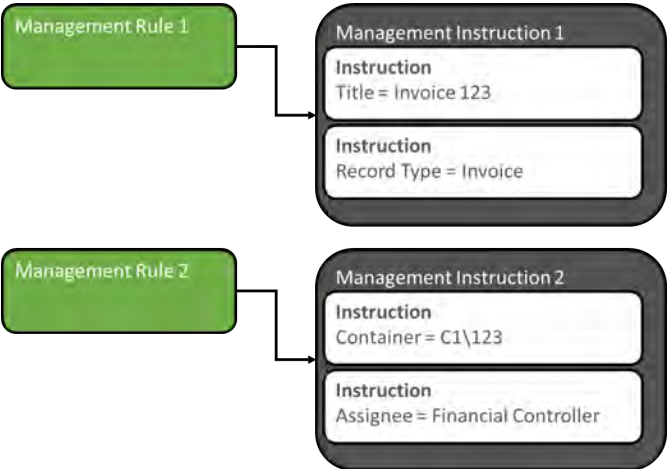 Management Rule 1
Management Instruction 1
Instruction
Title = Invoice 123
Instruction
Record Type = Invoice
Management Rule 2
Management Instruction 2
Instruction
Container = C1\123
Instruction
Assignee = Financial Controller